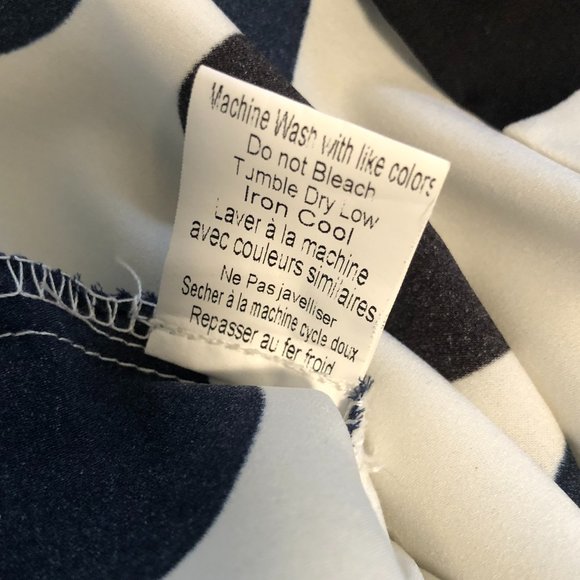 Machine Wash with like colors
Do not Bleach
Tumble Dry Low
Iron Cool
Laver à la machine
avec couleurs similaires
Ne Pas javelliser
Secher à la machine cycle doux
Repasser au fer froid